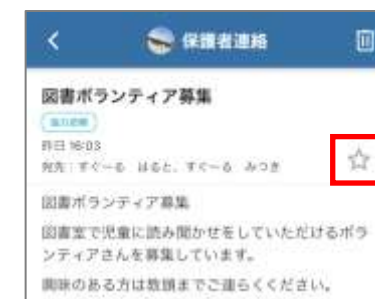 保護者連絡
図書ボランティア募集
昨日 16:03
宛先：すぐーる はると、すぐーる みつき
図書ボランティア募集
図書室で児童に読み聞かせをしていただけるボラ
ンティアさんを募集しています。
興味のある方は教頭までご連らくください。